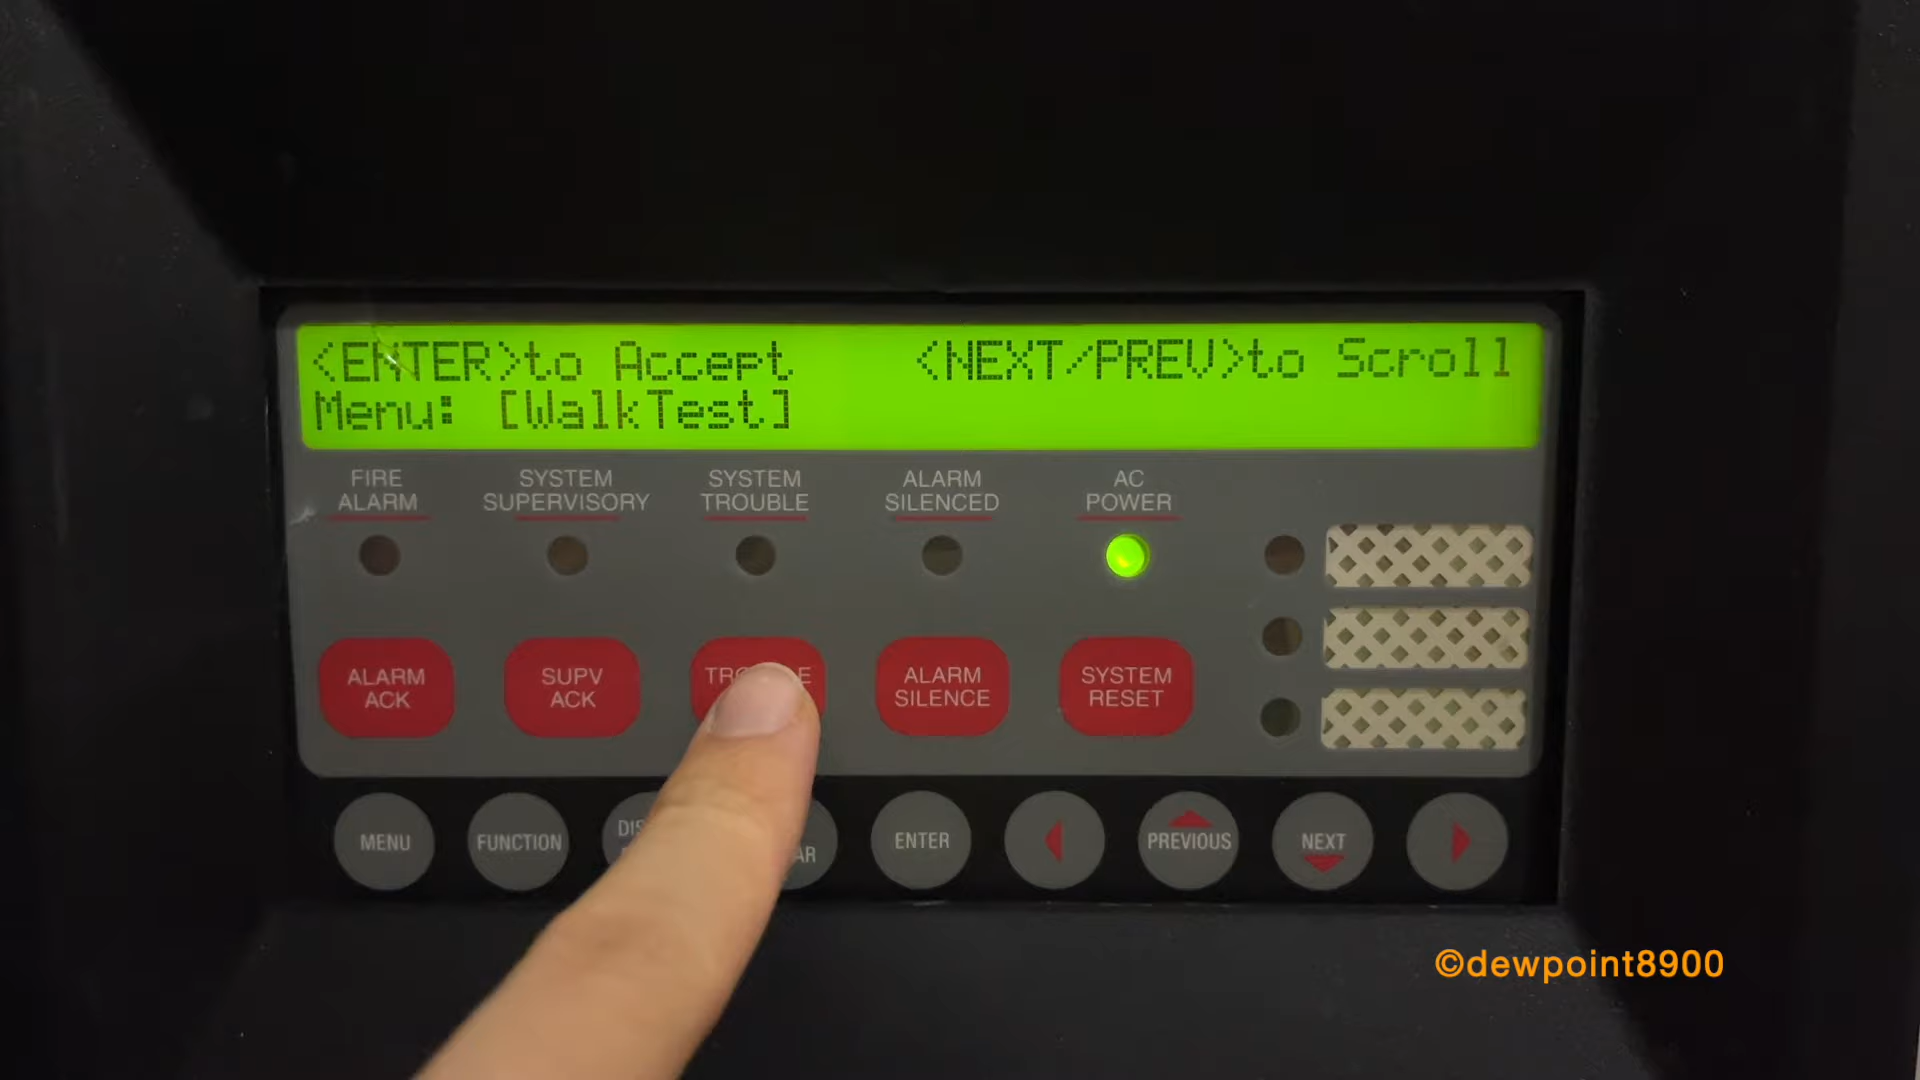 <ENTER>to Accept <NEXT/PREV>to Scroll
Menu: [WalkTest]
FIRE ALARM
SYSTEM SUPERVISORY
SYSTEM TROUBLE
ALARM SILENCED
AC POWER
ALARM ACK
SUPV ACK
ALARM SILENCE
SYSTEM RESET
MENU
FUNCTION
ENTER
PREVIOUS
NEXT
©dewpoint8900